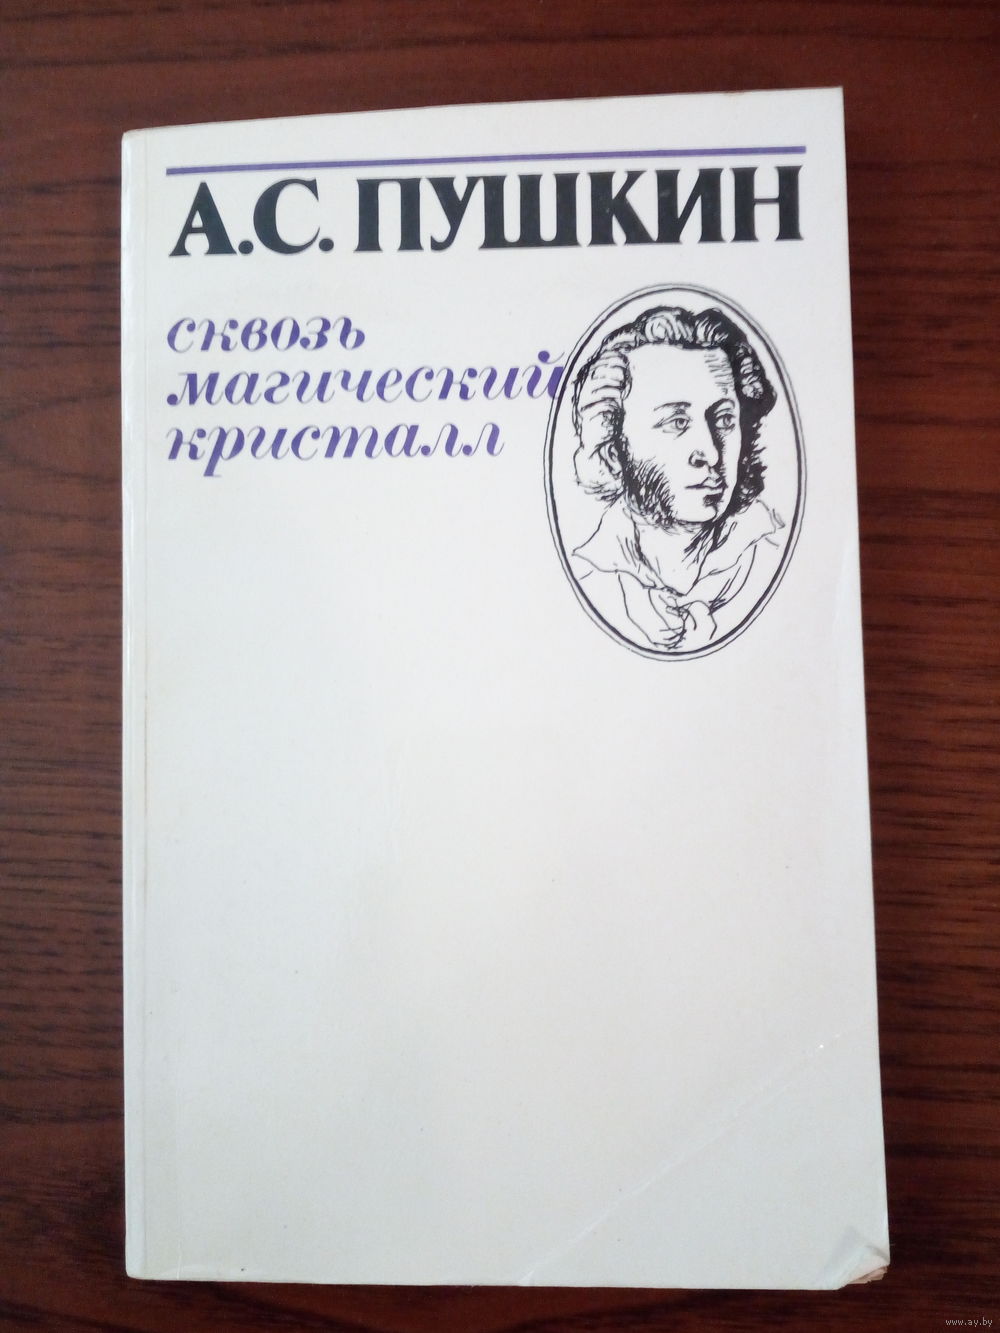 А.С. ПУШКИН
сквозь
магический
кристалл
www.ay.by